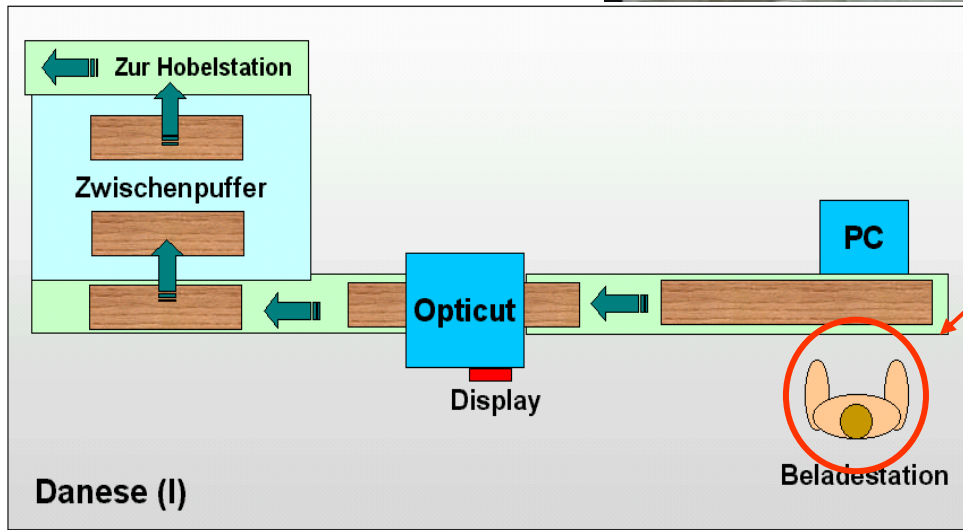 Zur Hobelstation
Zwischenpuffer
PC
Opticut
Display
Beladestation
Danese (I)